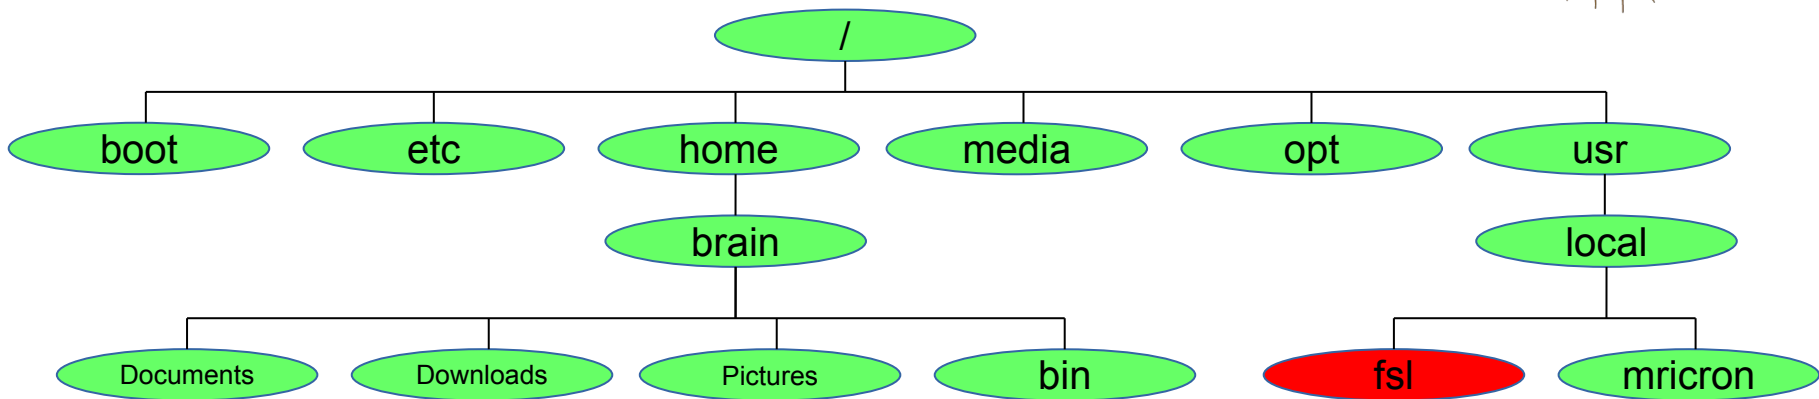 /
boot etc home media opt usr
brain local
Documents Downloads Pictures bin fsl mricron